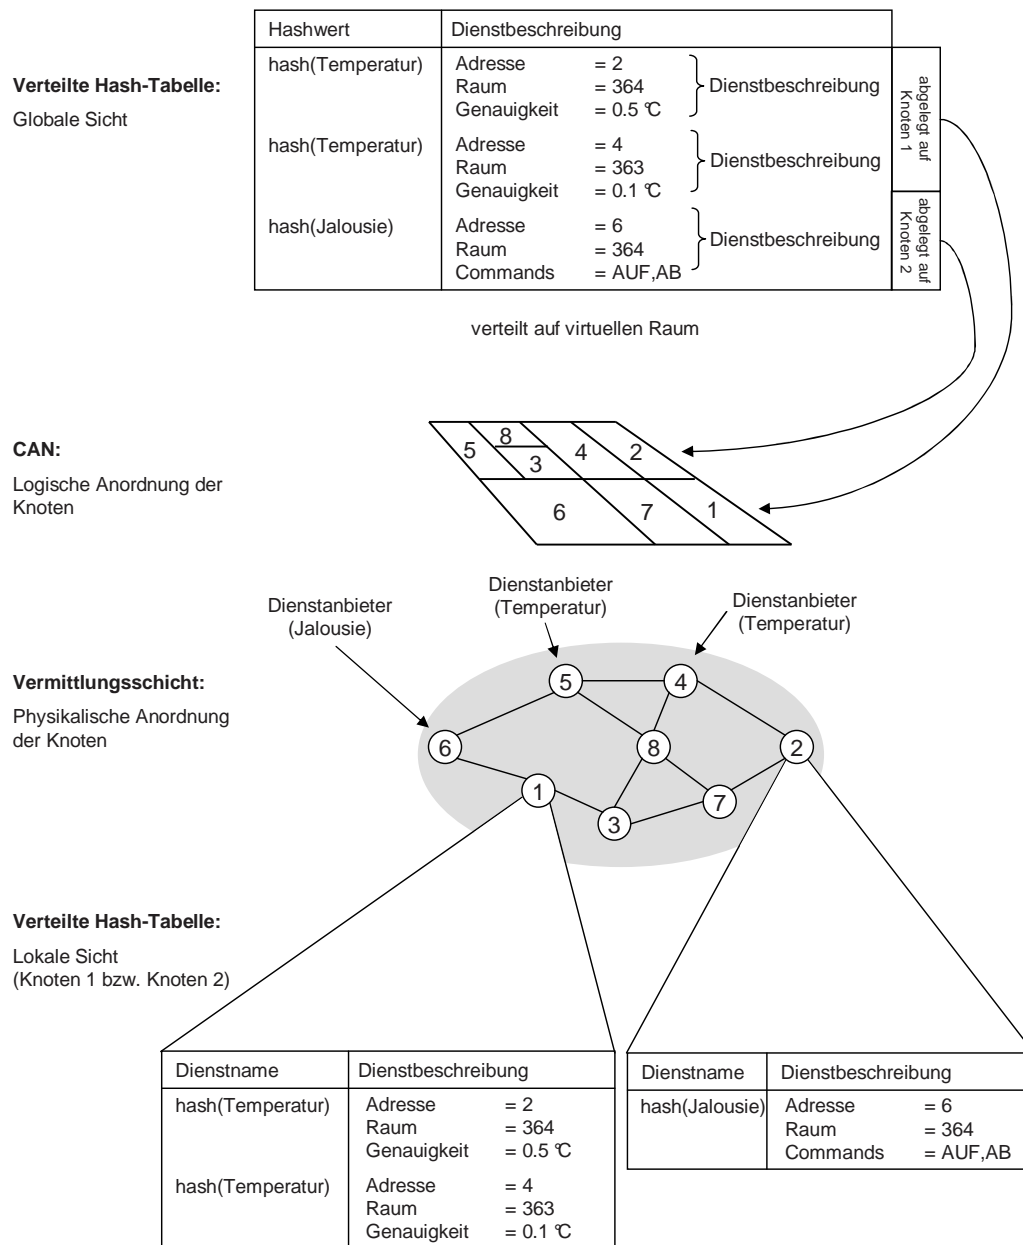 Hashwert Dienstbeschreibung
Verteilte Hash-Tabelle:
Globale Sicht
hash(Temperatur) Adresse = 2
Raum = 364
Genauigkeit = 0.5 °C
Dienstbeschreibung
hash(Temperatur) Adresse = 4
Raum = 363
Genauigkeit = 0.1 °C
Dienstbeschreibung
hash(Jalousie) Adresse = 6
Raum = 364
Commands = AUF,AB
Dienstbeschreibung
abgelegt auf
Knoten 1
abgelegt auf
Knoten 2
verteilt auf virtuellen Raum
CAN:
Logische Anordnung der
Knoten
5 8 3 4 2
6 7 1
Dienstanbieter
(Jalousie)
Dienstanbieter
(Temperatur)
Dienstanbieter
(Temperatur)
Vermittlungsschicht:
Physikalische Anordnung
der Knoten
5 4
6 8 2
1 7
3
Verteilte Hash-Tabelle:
Lokale Sicht
(Knoten 1 bzw. Knoten 2)
Dienstname Dienstbeschreibung
hash(Temperatur) Adresse = 2
Raum = 364
Genauigkeit = 0.5 °C
hash(Temperatur) Adresse = 4
Raum = 363
Genauigkeit = 0.1 °C
Dienstname Dienstbeschreibung
hash(Jalousie) Adresse = 6
Raum = 364
Commands = AUF,AB